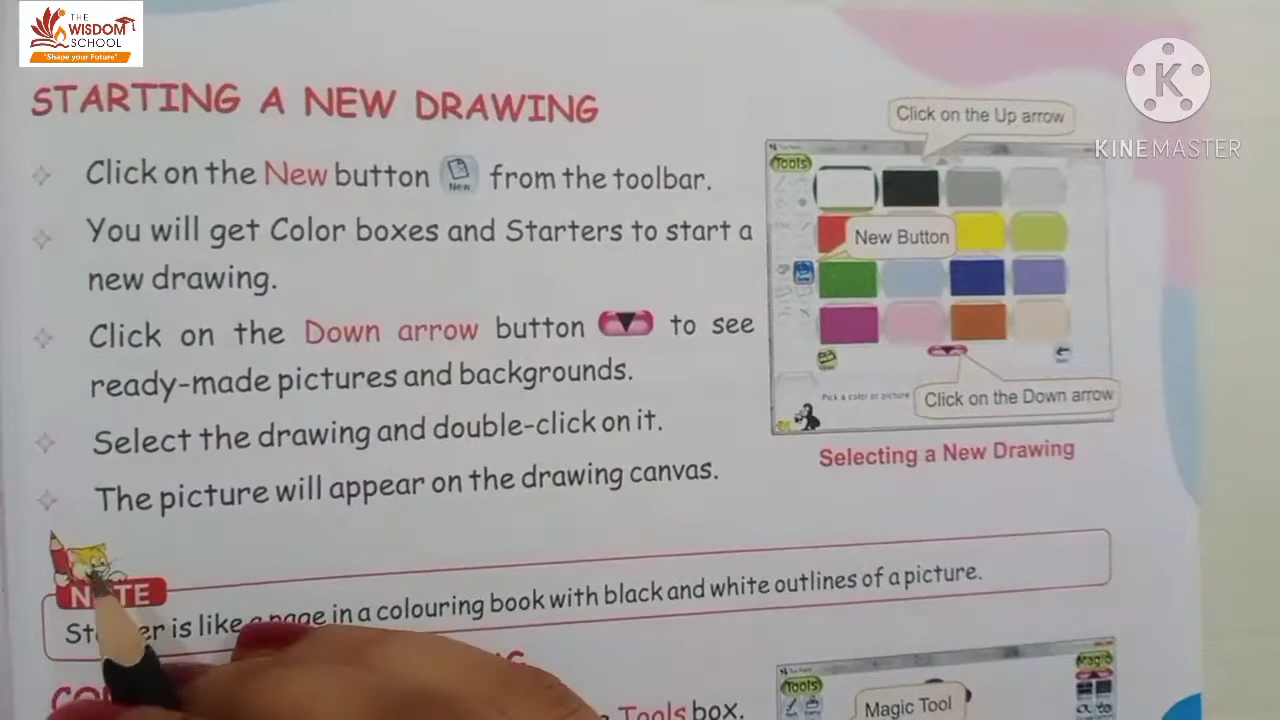 THE
WISDOM
SCHOOL
"Shape your Future"
KINEMASTER
STARTING A NEW DRAWING
Click on the New button New from the toolbar.
You will get Color boxes and Starters to start a
new drawing.
Click on the Down arrow button to see
ready-made pictures and backgrounds.
Select the drawing and double-click on it.
The picture will appear on the drawing canvas.
Click on the Up arrow
Tools
New Button
Pick a color or picture
Click on the Down arrow
Selecting a New Drawing
NOTE
is like a page in a colouring book with black and white outlines of a picture.
Tools box.
Tools
Magic Tool
Magic